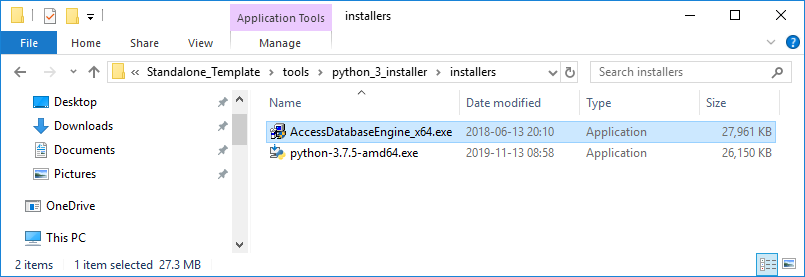 Application Tools installers
File Home Share View Manage
« Standalone_Template > tools > python_3_installer > installers Search installers
Name Date modified Type Size
Desktop
Downloads
Documents
Pictures
OneDrive
This PC
AccessDatabaseEngine_x64.exe 2018-06-13 20:10 Application 27,961 KB
python-3.7.5-amd64.exe 2019-11-13 08:58 Application 26,150 KB
2 items 1 item selected 27.3 MB